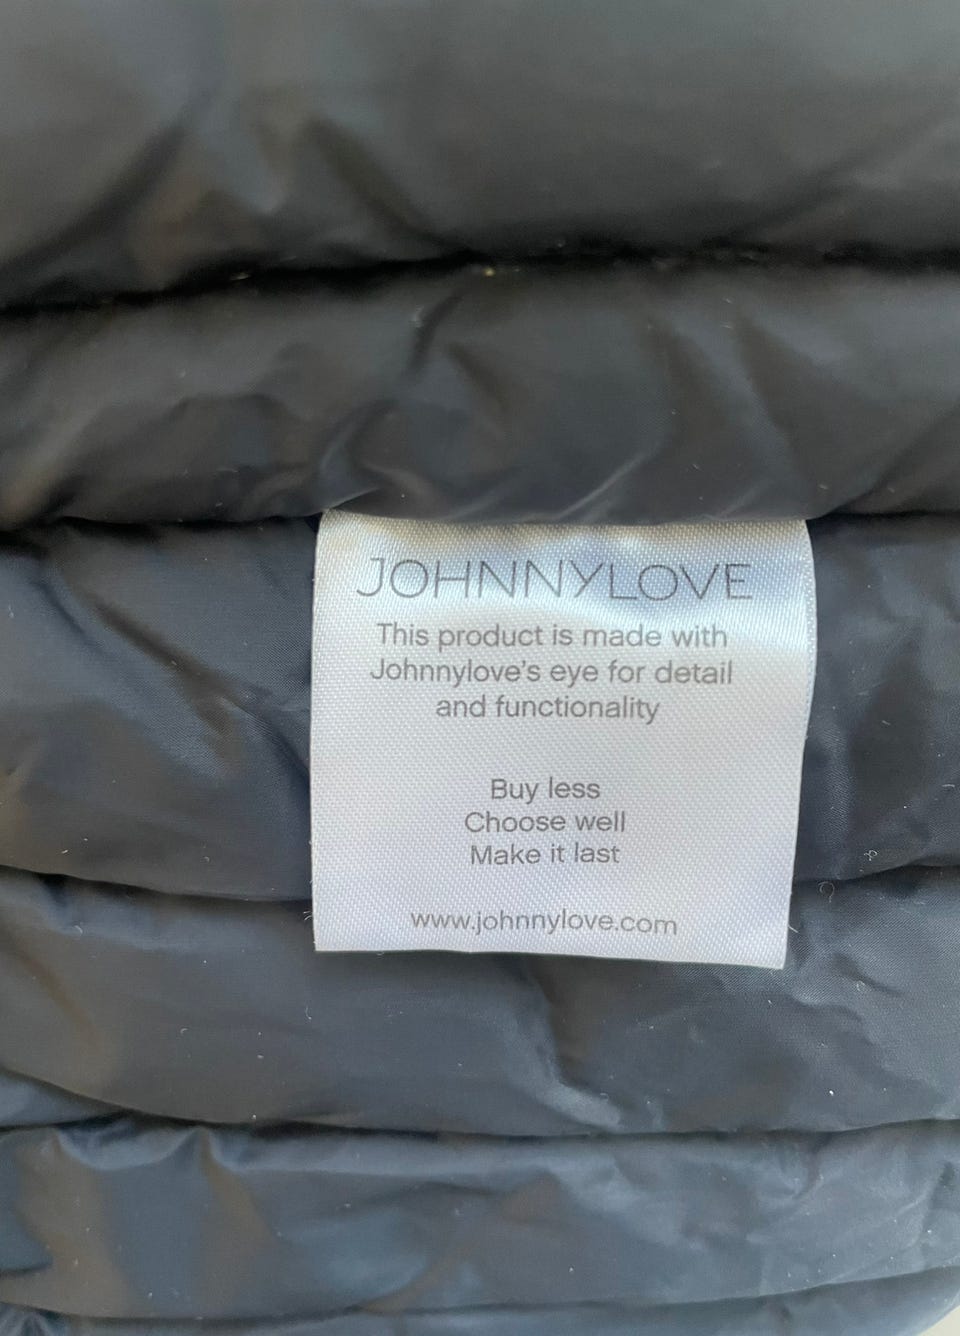 JOHNNYLOVE
This product is made with
Johnnylove's eye for detail
and functionality
Buy less
Choose well
Make it last
www.johnnylove.com